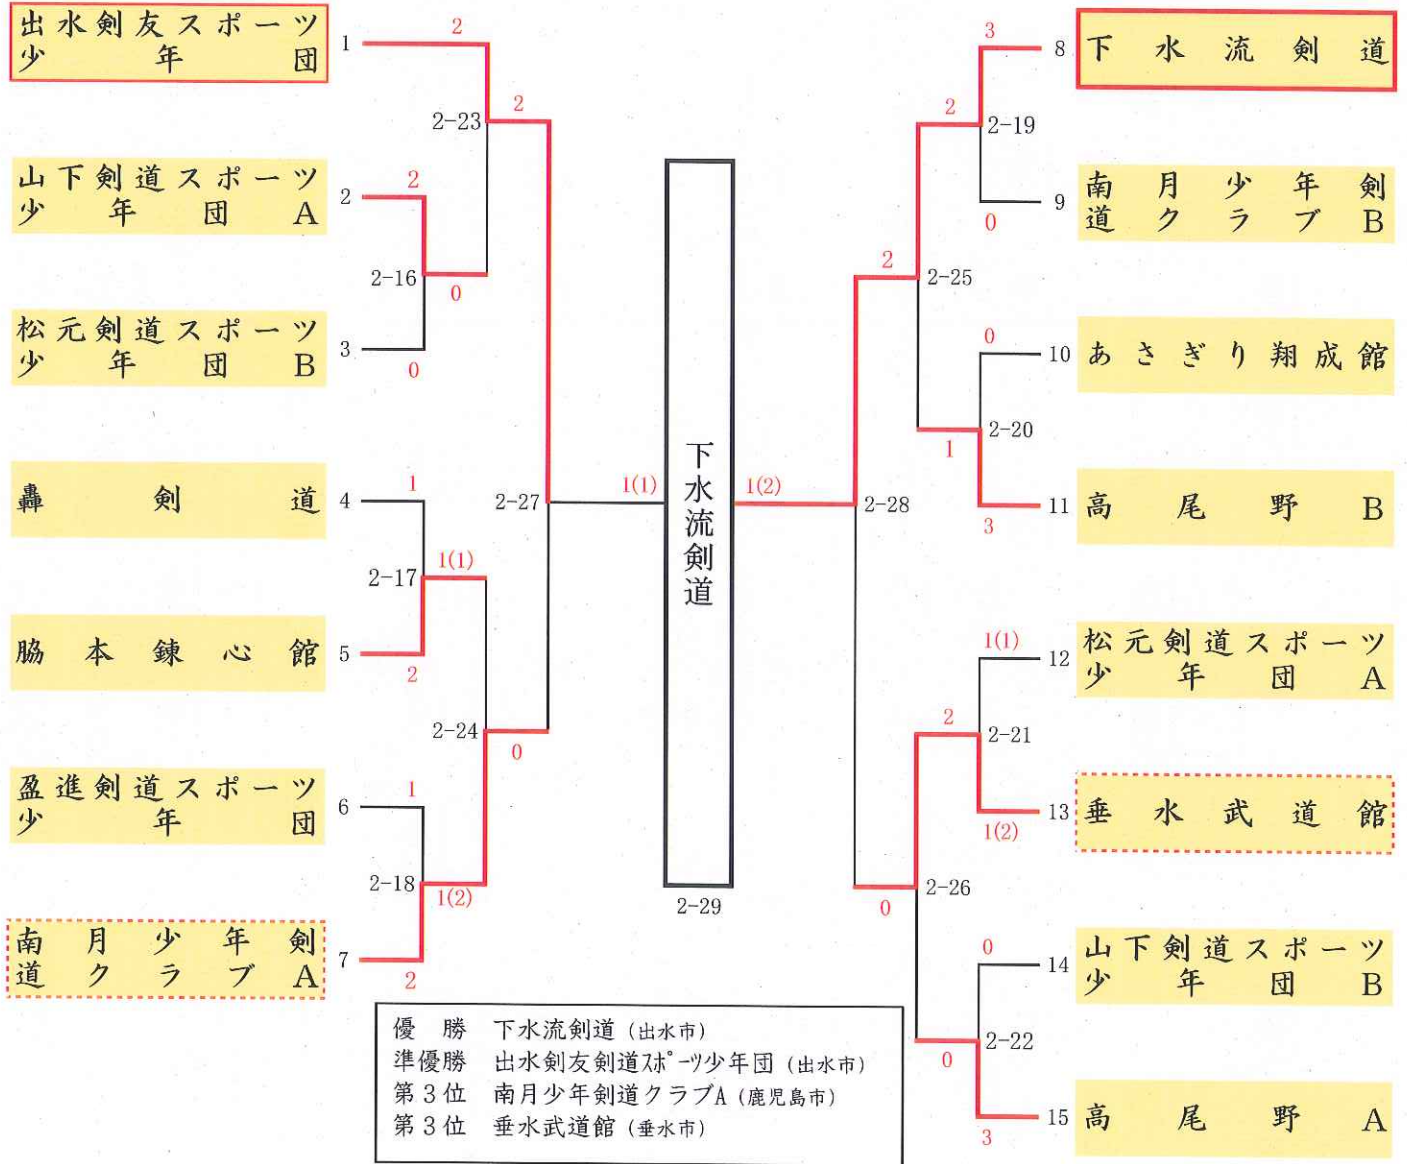 出水剣友スポーツ
少年団
1
2
2
2-23
山下剣道スポーツ
少年団A
2
2
2-16
0
松元剣道スポーツ
少年団B
3
0
轟剣道
4
1
2-17
1(1)
脇本錬心館
5
2
2-24
0
盈進剣道スポーツ
少年団
6
1
2-18
1(2)
南月少年剣
道クラブA
7
2
2-27
1(1)
下水流剣道
1(2)
2-28
2-29
3
8
下水流剣道
2
2-19
9
南月少年剣
道クラブB
0
2
2-25
0
10
あさぎり翔成館
1
2-20
11
高尾野B
3
1(1)
12
松元剣道スポーツ
少年団A
2
2-21
13
垂水武道館
1(2)
0
2-26
0
14
山下剣道スポーツ
少年団B
0
2-22
15
高尾野A
3
優勝 下水流剣道(出水市)
準優勝 出水剣友剣道スポーツ少年団(出水市)
第3位 南月少年剣道クラブA(鹿児島市)
第3位 垂水武道館(垂水市)